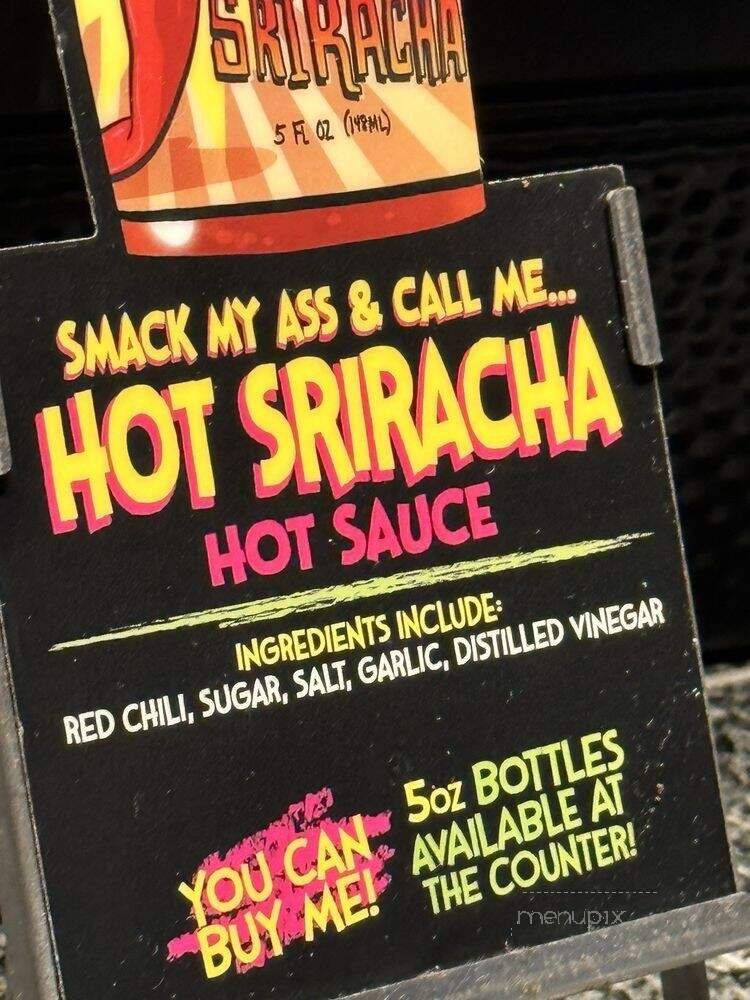 SRIRACHA
5 FL OZ (148ML)
SMACK MY ASS & CALL ME...
HOT SRIRACHA
HOT SAUCE
INGREDIENTS INCLUDE:
RED CHILI, SUGAR, SALT, GARLIC, DISTILLED VINEGAR
YOU CAN
BUY ME!
5oz BOTTLES
AVAILABLE AT
THE COUNTER!
menupix